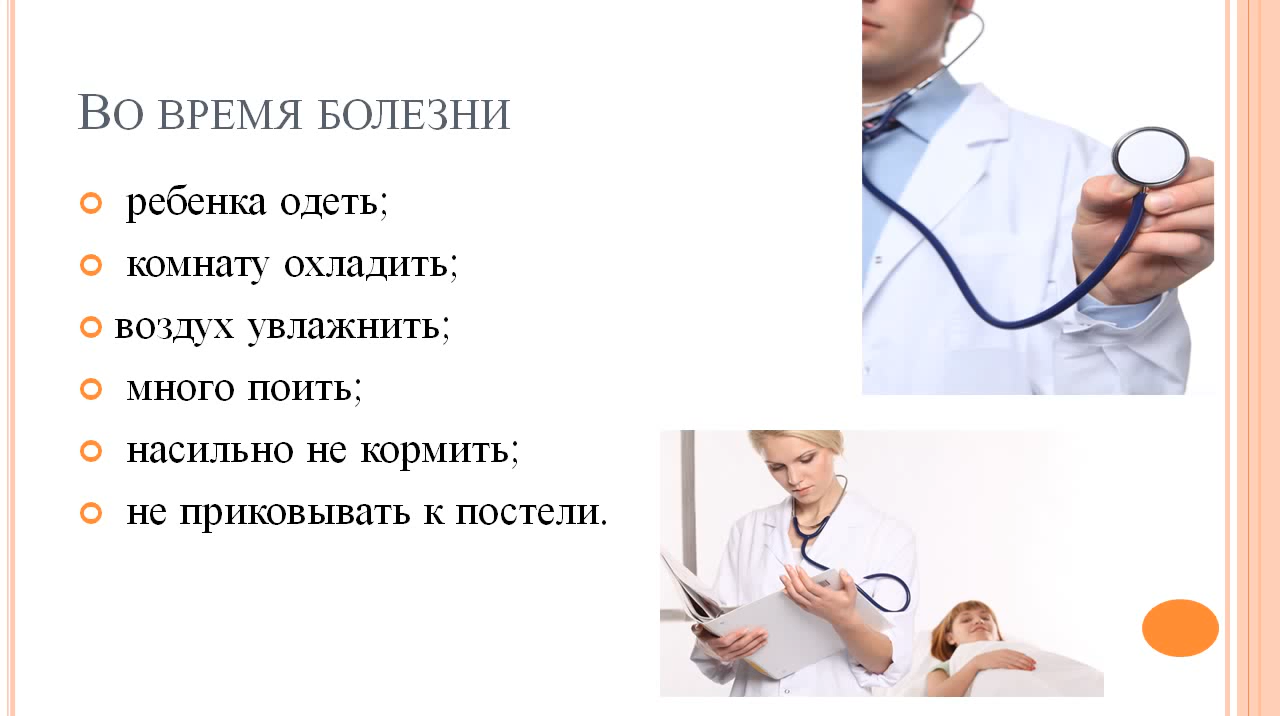 Во время болезни
ребенка одеть;
комнату охладить;
воздух увлажнить;
много поить;
насильно не кормить;
не приковывать к постели.